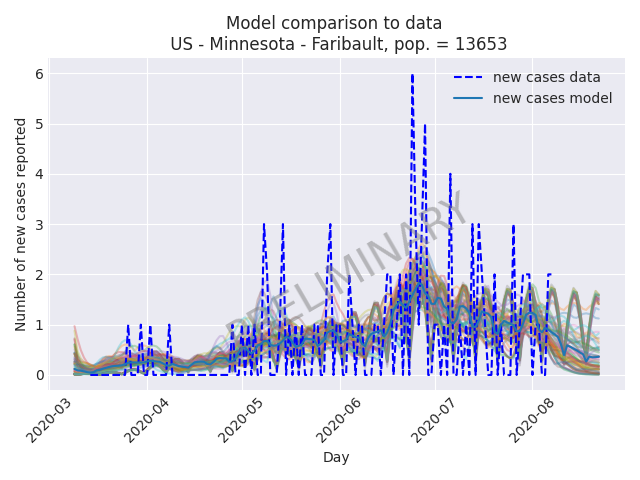 Model comparison to data
US - Minnesota - Faribault, pop. = 13653
Number of new cases reported
6
5
4
3
2
1
0
new cases data
new cases model
PRELIMINARY
2020-03
2020-04
2020-05
2020-06
2020-07
2020-08
Day